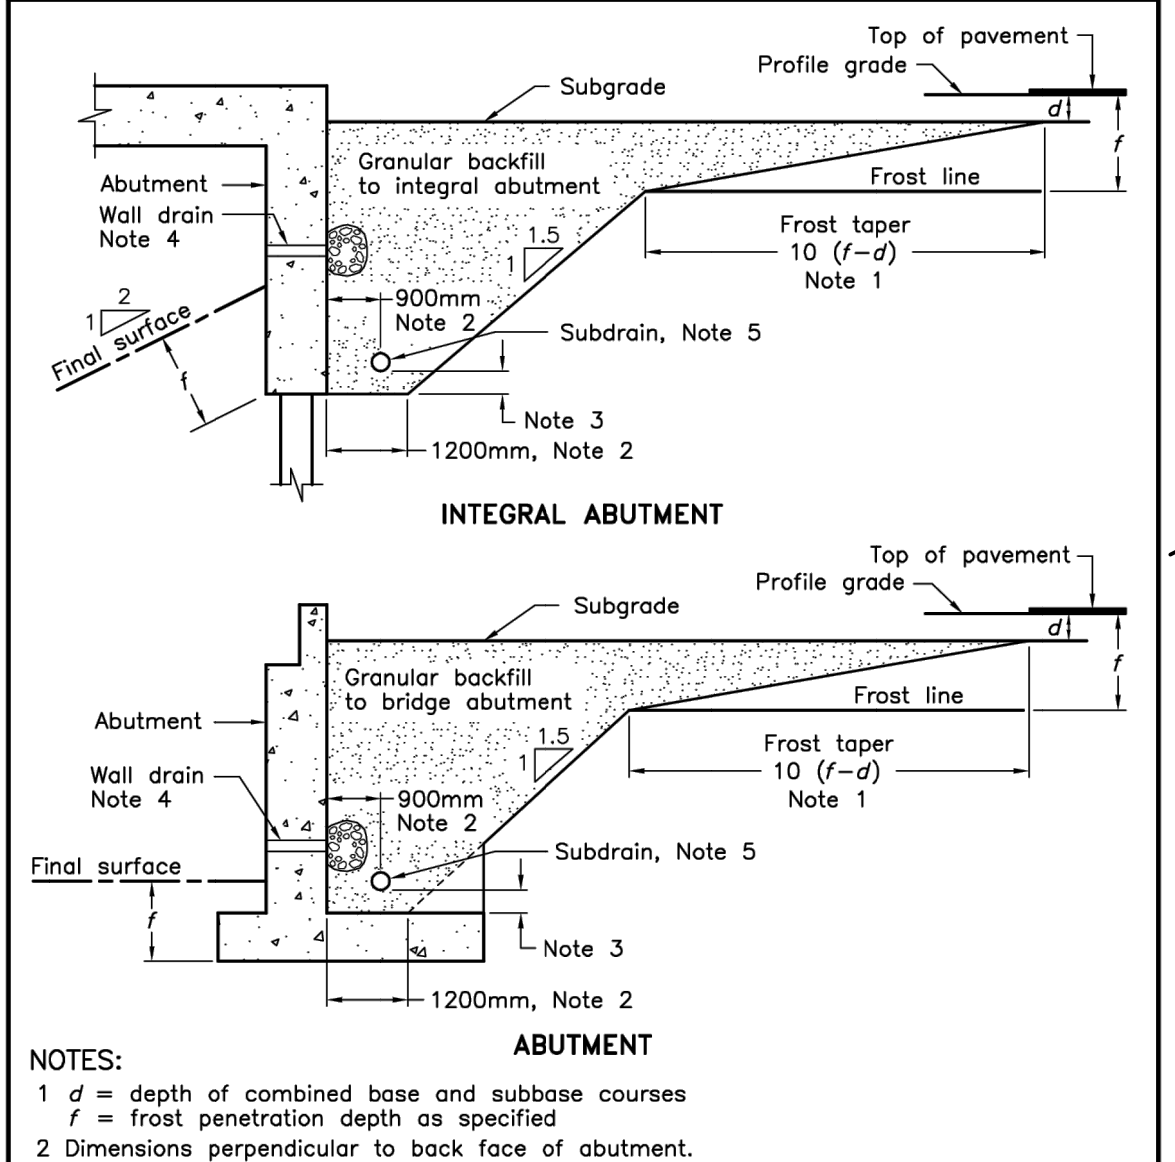 Top of pavement
Profile grade
Subgrade
d
f
Granular backfill
to integral abutment
Frost line
Abutment
Wall drain
Note 4
Frost taper
10 (f-d)
Note 1
1.5
1
2
1
Final surface
f
900mm
Note 2
Subdrain, Note 5
Note 3
1200mm, Note 2
INTEGRAL ABUTMENT
Top of pavement
Profile grade
Subgrade
d
f
Granular backfill
to bridge abutment
Frost line
Abutment
1.5
1
Frost taper
10 (f-d)
Note 1
Wall drain
Note 4
900mm
Note 2
Subdrain, Note 5
Final surface
f
Note 3
1200mm, Note 2
ABUTMENT
NOTES:
1 d = depth of combined base and subbase courses
f = frost penetration depth as specified
2 Dimensions perpendicular to back face of abutment.